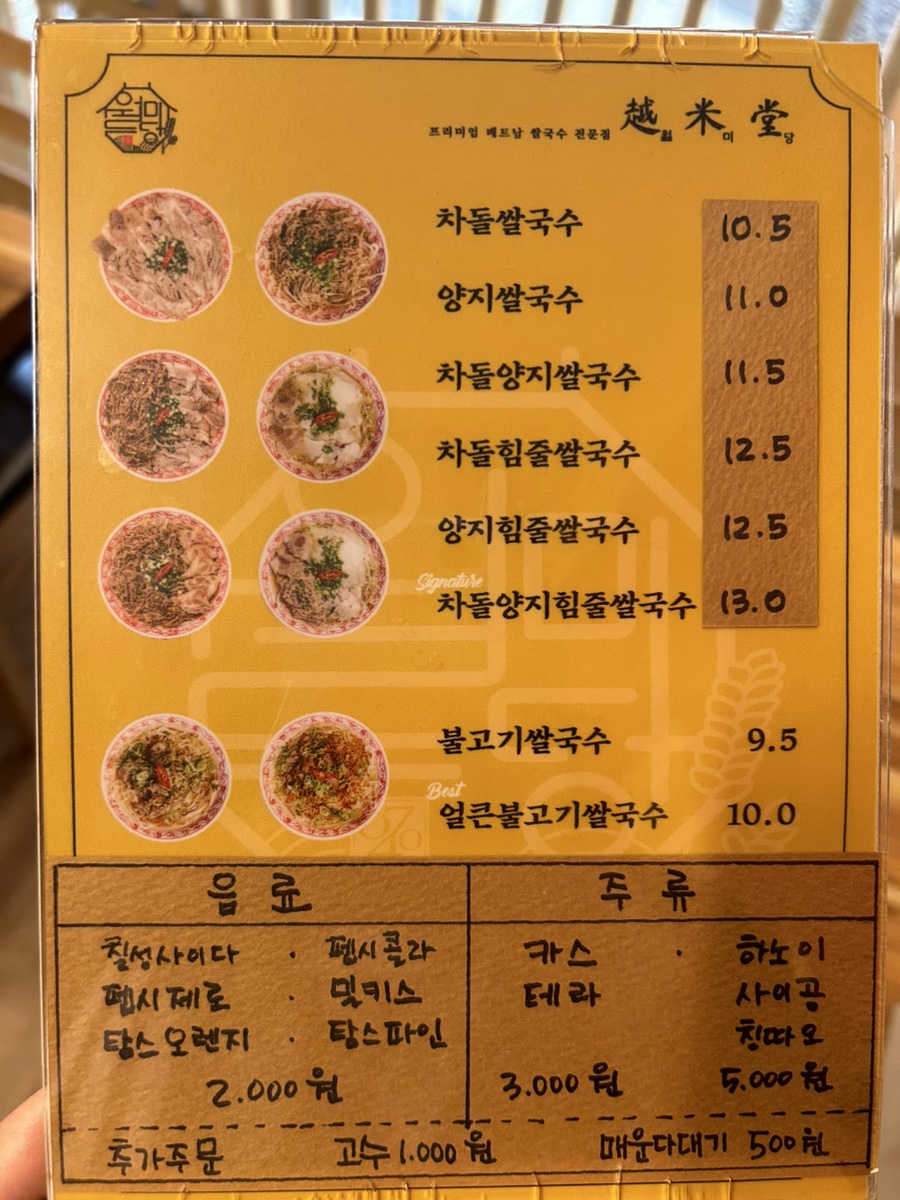 월미당
프리미엄 베트남 쌀국수 전문점 越월 米미 堂당
차돌쌀국수 10.5
양지쌀국수 11.0
차돌양지쌀국수 11.5
차돌힘줄쌀국수 12.5
양지힘줄쌀국수 12.5
Signature
차돌양지힘줄쌀국수 13.0
불고기쌀국수 9.5
Best
얼큰불고기쌀국수 10.0
음료 주류
칠성사이다 · 펩시콜라 카스 · 하노이
펩시제로 · 밀키스 테라 사이공
탐스오렌지 · 탐스파인 칭따오
2.000원 3.000원 5.000원
추가주문 고수 1.000원 매운다대기 500원